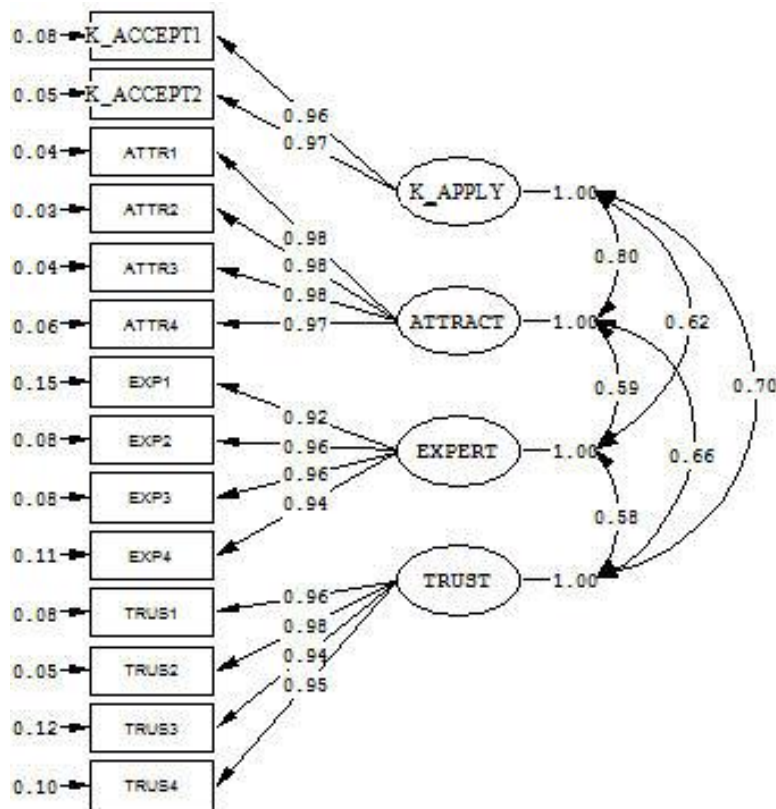 0.08 K_ACCEPT1
0.05 K_ACCEPT2
0.96
0.97
0.04 ATTR1
0.03 ATTR2
K_APPLY 1.00
0.98
0.80
0.04 ATTR3
0.98
0.98
0.06 ATTR4
0.97
ATTRACT 1.00
0.62
0.15 EXP1
0.59
0.70
0.92
0.08 EXP2
0.96
EXPERT 1.00
0.66
0.08 EXP3
0.96
0.94
0.58
0.11 EXP4
TRUST 1.00
0.08 TRUS1
0.96
0.98
0.05 TRUS2
0.94
0.95
0.12 TRUS3
0.10 TRUS4